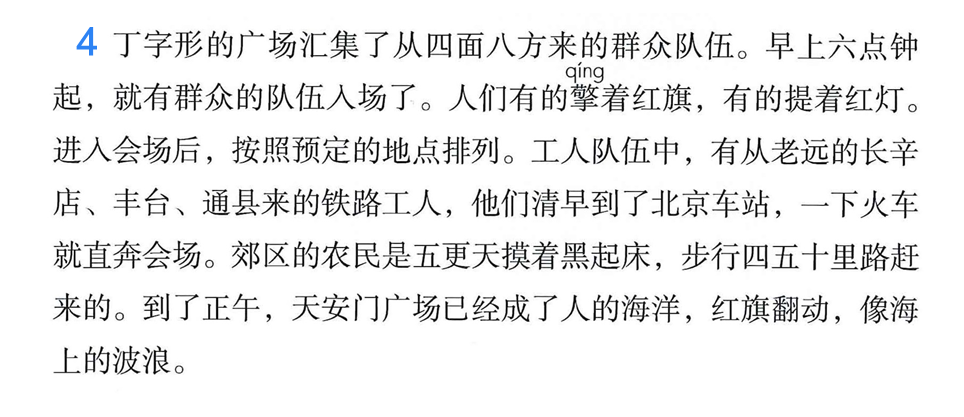 4 丁字形的广场汇集了从四面八方来的群众队伍。早上六点钟
qíng
起，就有群众的队伍入场了。人们有的擎着红旗，有的提着红灯。
进入会场后，按照预定的地点排列。工人队伍中，有从老远的长辛
店、丰台、通县来的铁路工人，他们清早到了北京车站，一下火车
就直奔会场。郊区的农民是五更天摸着黑起床，步行四五十里路赶
来的。到了正午，天安门广场已经成了人的海洋，红旗翻动，像海
上的波浪。